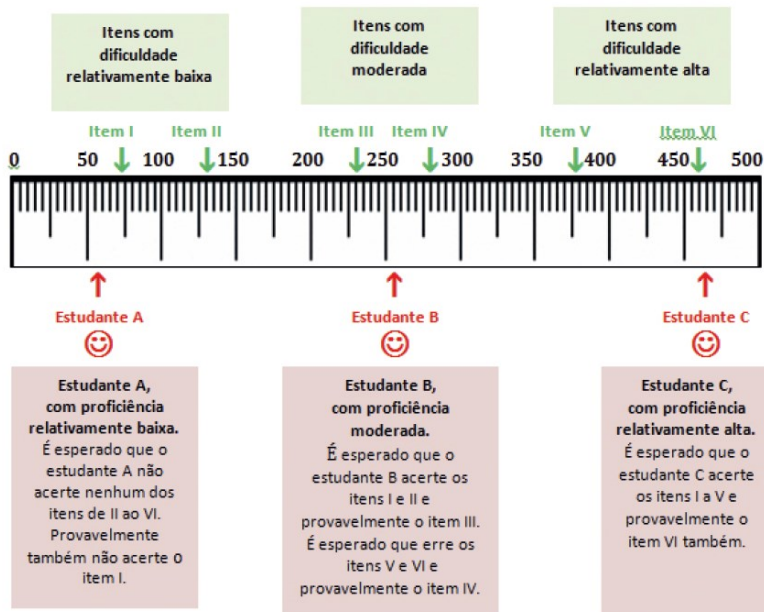 Itens com
dificuldade
relativamente baixa
Itens com
dificuldade
moderada
Itens com
dificuldade
relativamente alta
Item I Item II Item III Item IV Item V Item VI
0 50 100 150 200 250 300 350 400 450 500
Estudante A Estudante B Estudante C
Estudante A,
com proficiência
relativamente baixa.
É esperado que o
estudante A não
acerte nenhum dos
itens de II ao VI.
Provavelmente
também não acerte o
item I.
Estudante B,
com proficiência
moderada.
É esperado que o
estudante B acerte os
itens I e II e
provavelmente o item III.
É esperado que erre os
itens V e VI e
provavelmente o item IV.
Estudante C,
com proficiência
relativamente alta.
É esperado que o
estudante C acerte
os itens I a V e
provavelmente o
item VI também.